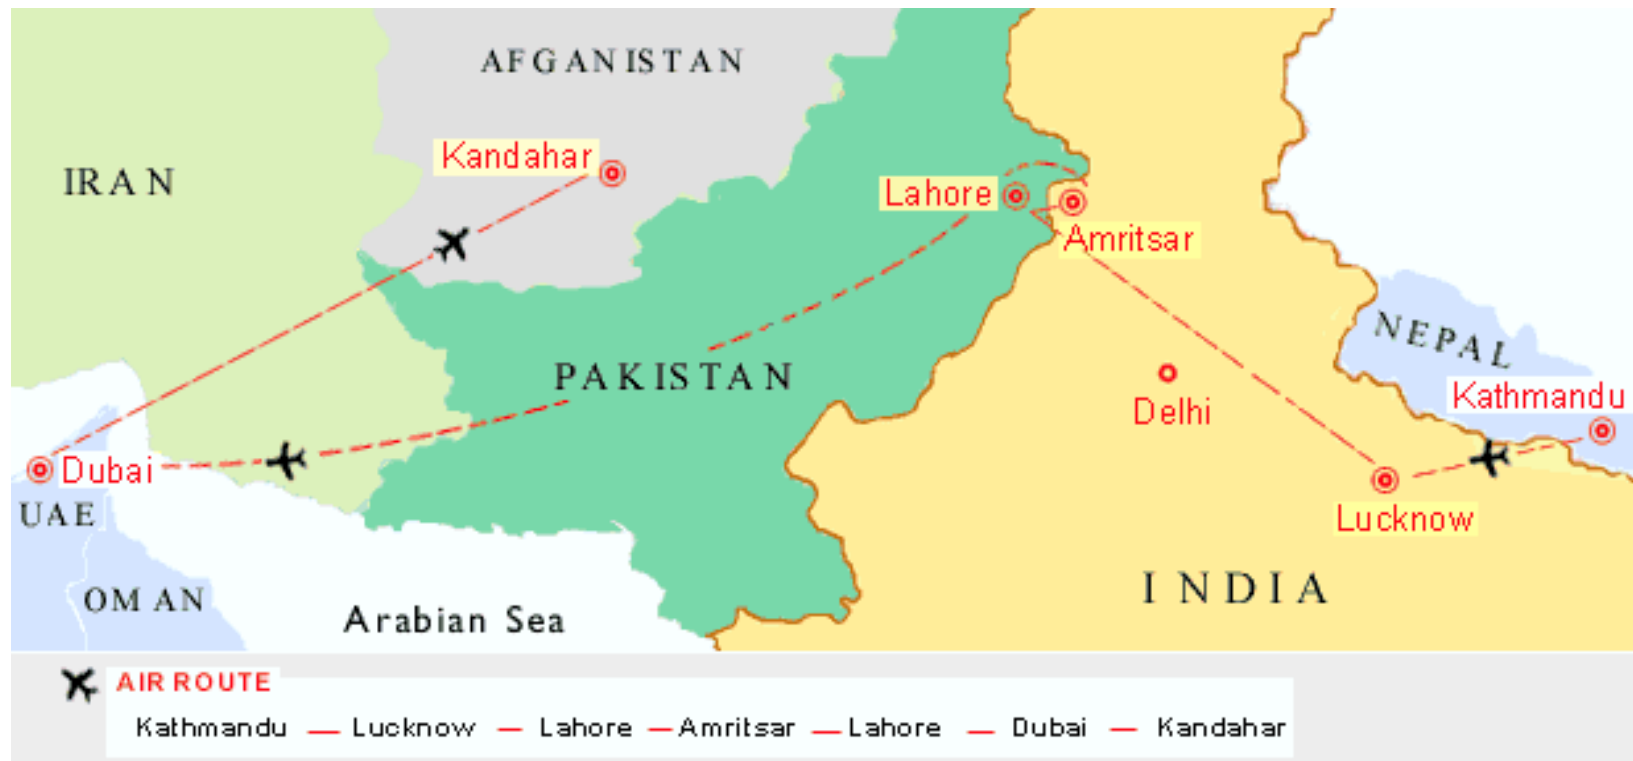 AFGANISTAN
Kandahar
IRAN
Lahore
Amritsar
NEPAL
PAKISTAN
Kathmandu
Delhi
Dubai
UAE
Lucknow
INDIA
OMAN
Arabian Sea
AIR ROUTE
Kathmandu — Lucknow — Lahore — Amritsar — Lahore — Dubai — Kandahar